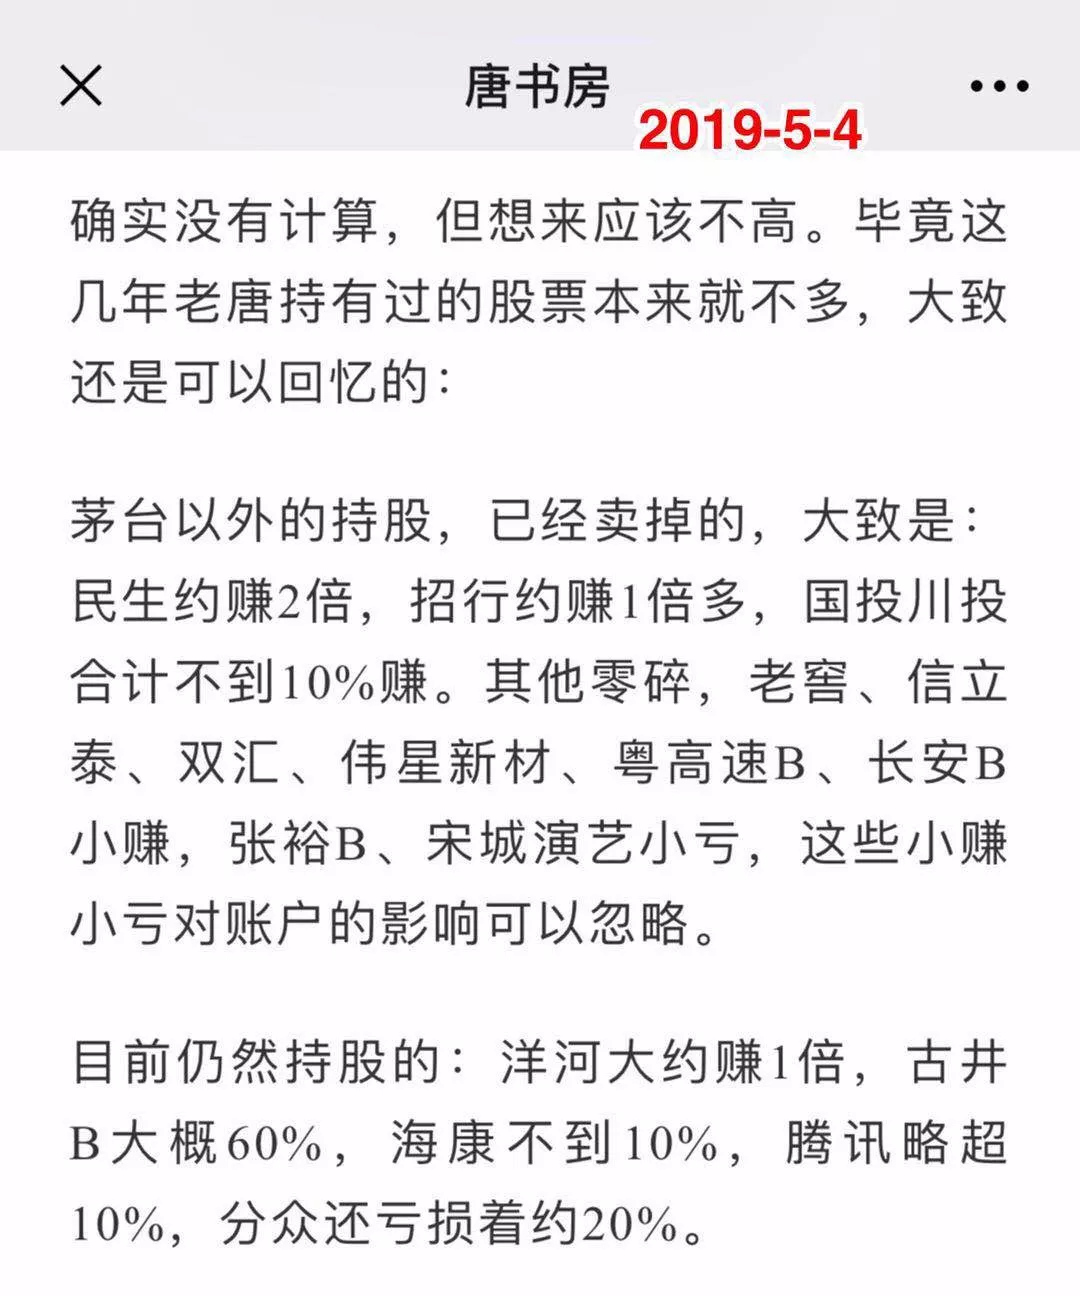 唐书房
2019-5-4
确实没有计算，但想来应该不高。毕竟这
几年老唐持有过的股票本来就不多，大致
还是可以回忆的：
茅台以外的持股，已经卖掉的，大致是：
民生约赚2倍，招行约赚1倍多，国投川投
合计不到10%赚。其他零碎，老窖、信立
泰、双汇、伟星新材、粤高速B、长安B
小赚，张裕B、宋城演艺小亏，这些小赚
小亏对账户的影响可以忽略。
目前仍然持股的：洋河大约赚1倍，古井
B大概60%，海康不到10%，腾讯略超
10%，分众还亏损着约20%。